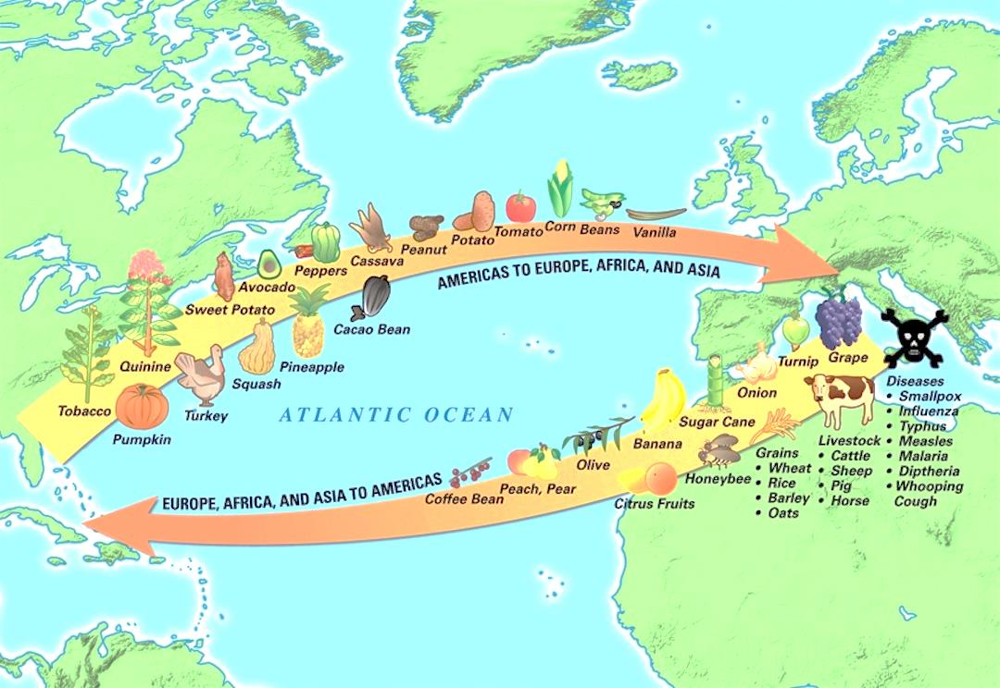 Corn
Beans
Tomato
Vanilla
Potato
Peanut
Cassava
Peppers
Avocado
AMERICAS TO EUROPE, AFRICA, AND ASIA
Sweet Potato
Cacao Bean
Quinine
Pineapple
Squash
Tobacco
Turkey
Pumpkin
ATLANTIC OCEAN
Turnip
Grape
Onion
Sugar Cane
Banana
Olive
Honeybee
Peach, Pear
Citrus Fruits
Coffee Bean
EUROPE, AFRICA, AND ASIA TO AMERICAS
Grains
• Wheat
• Rice
• Barley
• Oats
Livestock
• Cattle
• Sheep
• Pig
• Horse
Diseases
• Smallpox
• Influenza
• Typhus
• Measles
• Malaria
• Diptheria
• Whooping
Cough